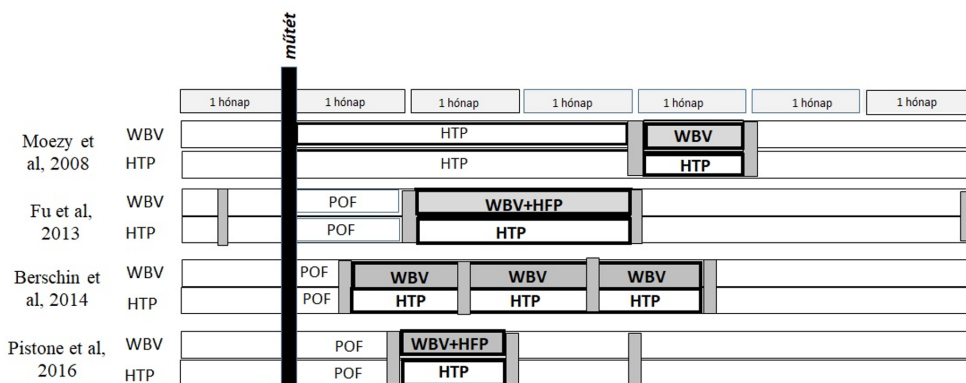 műtét
1 hónap 1 hónap 1 hónap 1 hónap 1 hónap 1 hónap 1 hónap
Moezy et al, 2008
WBV HTP WBV
HTP HTP HTP
Fu et al, 2013
WBV POF WBV+HFP
HTP POF HTP
Berschin et al, 2014
WBV POF WBV WBV WBV
HTP POF HTP HTP HTP
Pistone et al, 2016
WBV POF WBV+HFP
HTP POF HTP